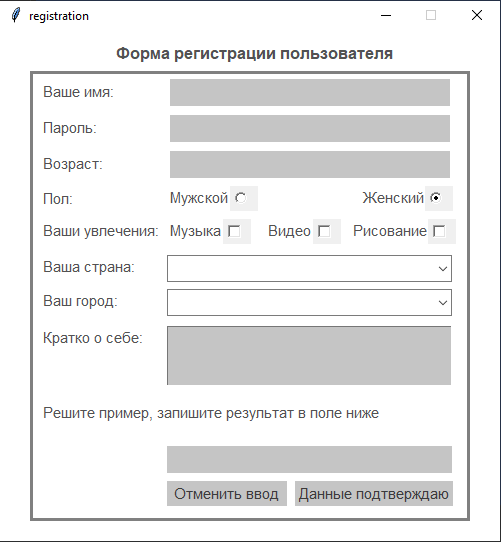 registration
Форма регистрации пользователя
Ваше имя:
Пароль:
Возраст:
Пол: Мужской Женский
Ваши увлечения: Музыка Видео Рисование
Ваша страна:
Ваш город:
Кратко о себе:
Решите пример, запишите результат в поле ниже
Отменить ввод Данные подтверждаю